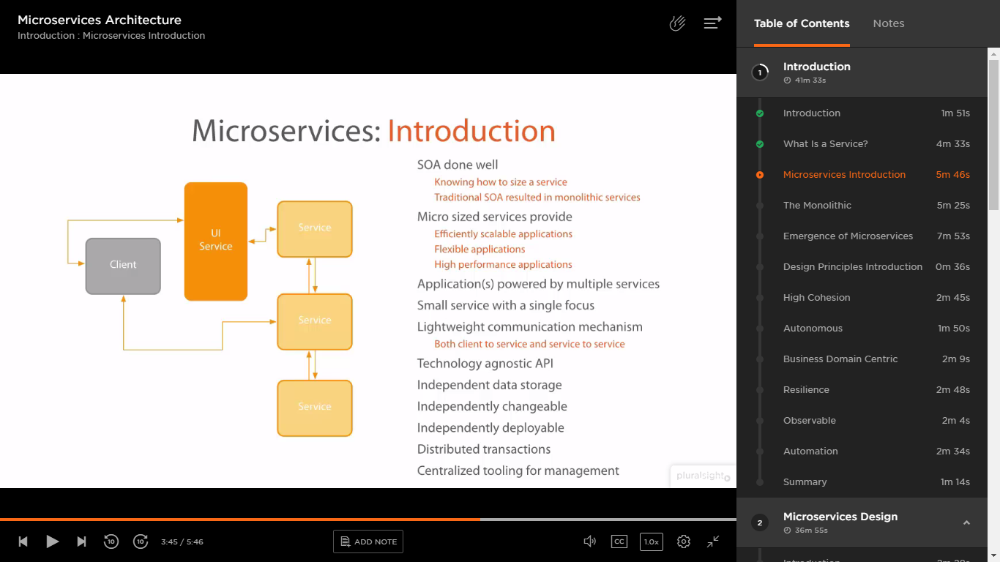 Microservices Architecture
Introduction : Microservices Introduction
Microservices: Introduction
Client
UI
Service
Service
Service
Service
SOA done well
Knowing how to size a service
Traditional SOA resulted in monolithic services
Micro sized services provide
Efficiently scalable applications
Flexible applications
High performance applications
Application(s) powered by multiple services
Small service with a single focus
Lightweight communication mechanism
Both client to service and service to service
Technology agnostic API
Independent data storage
Independently changeable
Independently deployable
Distributed transactions
Centralized tooling for management
pluralsight
10
10
3:45 / 5:46
ADD NOTE
CC
1.0x
Table of Contents
Notes
1
Introduction
41m 33s
Introduction 1m 51s
What Is a Service? 4m 33s
Microservices Introduction 5m 46s
The Monolithic 5m 25s
Emergence of Microservices 7m 53s
Design Principles Introduction 0m 36s
High Cohesion 2m 45s
Autonomous 1m 50s
Business Domain Centric 2m 9s
Resilience 2m 48s
Observable 2m 4s
Automation 2m 34s
Summary 1m 14s
2
Microservices Design
36m 55s